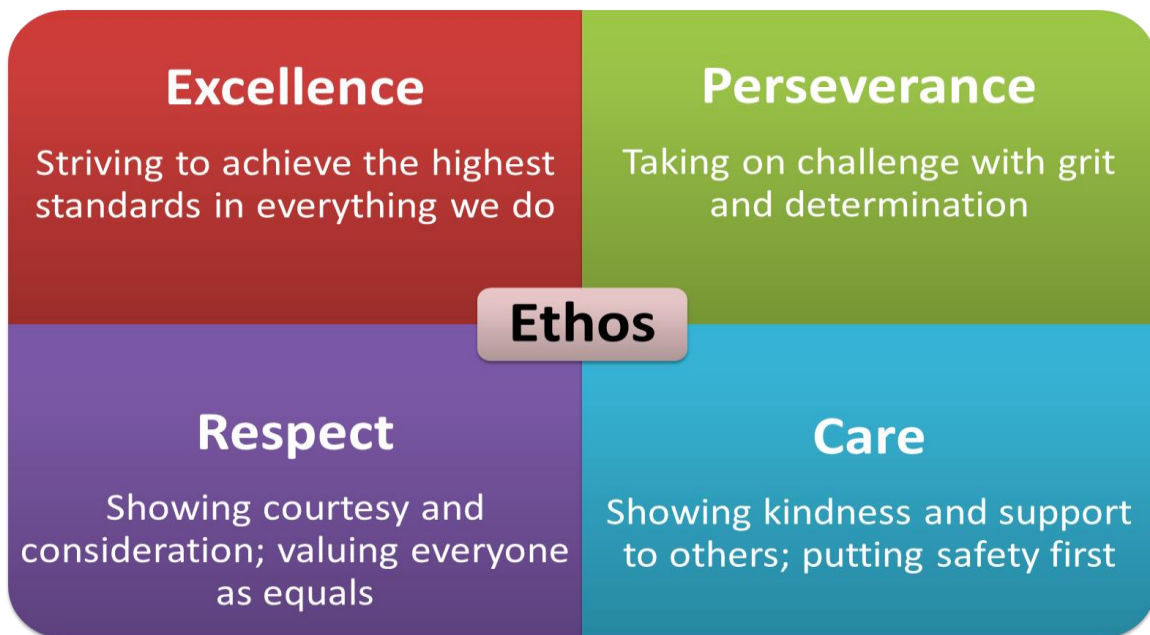 Excellence
Striving to achieve the highest
standards in everything we do
Perseverance
Taking on challenge with grit
and determination
Ethos
Respect
Showing courtesy and
consideration; valuing everyone
as equals
Care
Showing kindness and support
to others; putting safety first